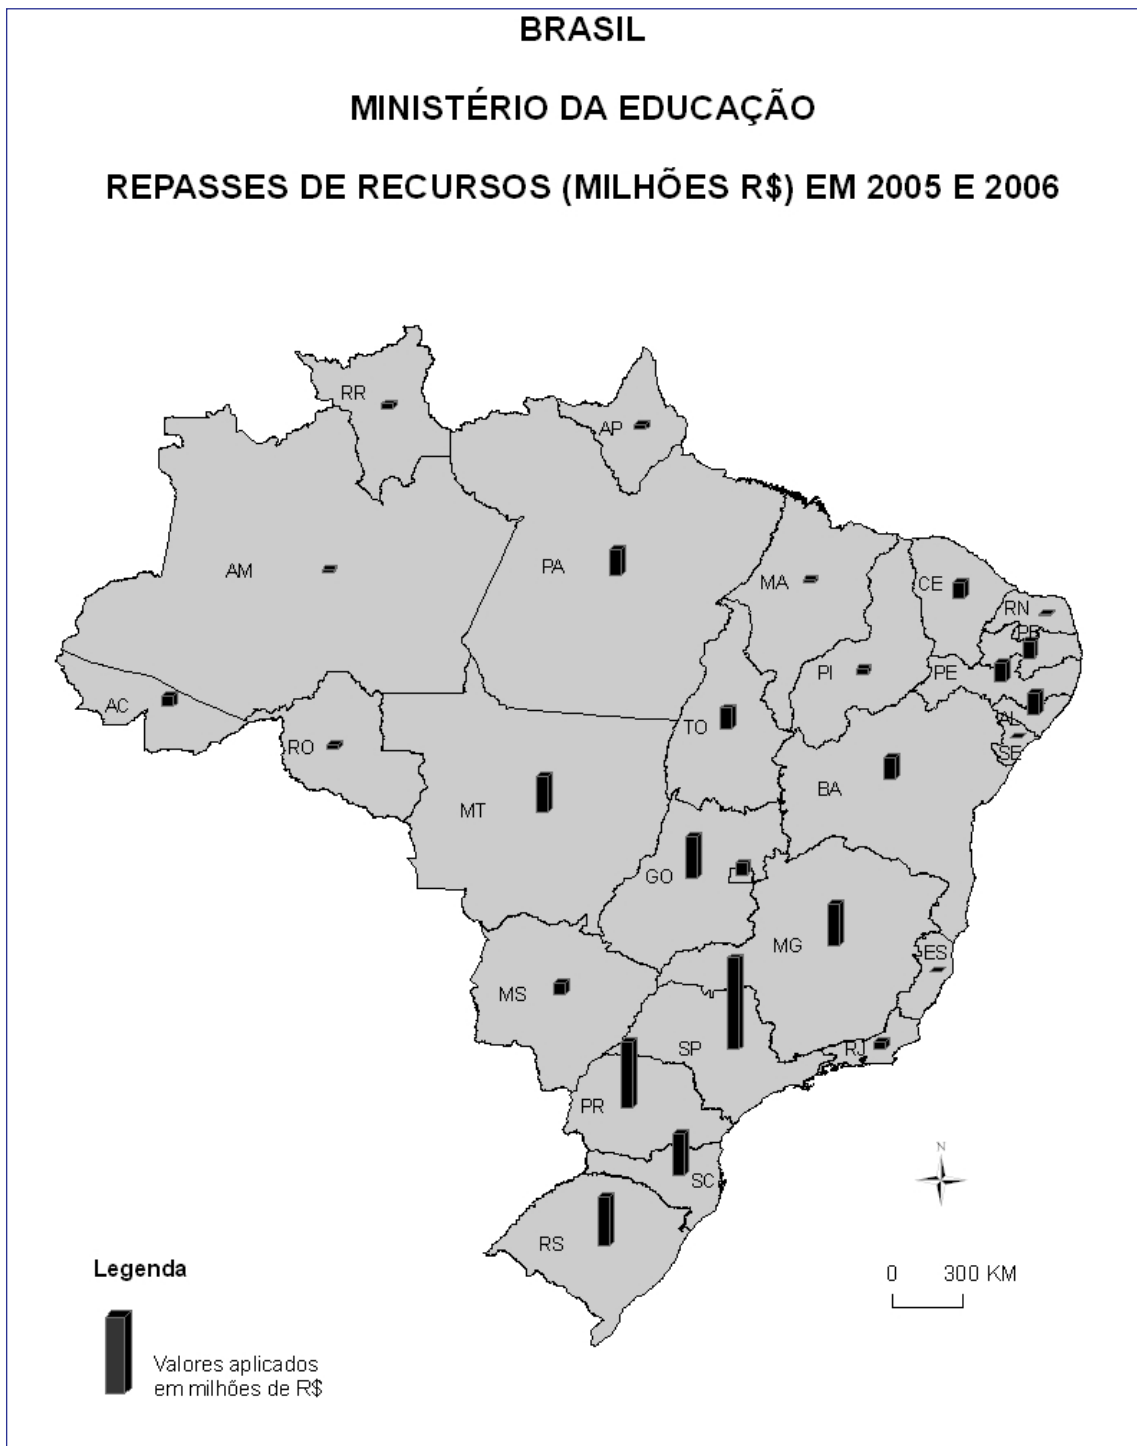 BRASIL
MINISTÉRIO DA EDUCAÇÃO
REPASSES DE RECURSOS (MILHÕES R$) EM 2005 E 2006
RR
AP
AM
PA
MA
CE
RN
PB
PI
PE
AC
TO
AL
RO
SE
BA
MT
GO
MG
ES
MS
SP
RJ
PR
N
SC
RS
Legenda
0 300 KM
Valores aplicados
em milhões de R$